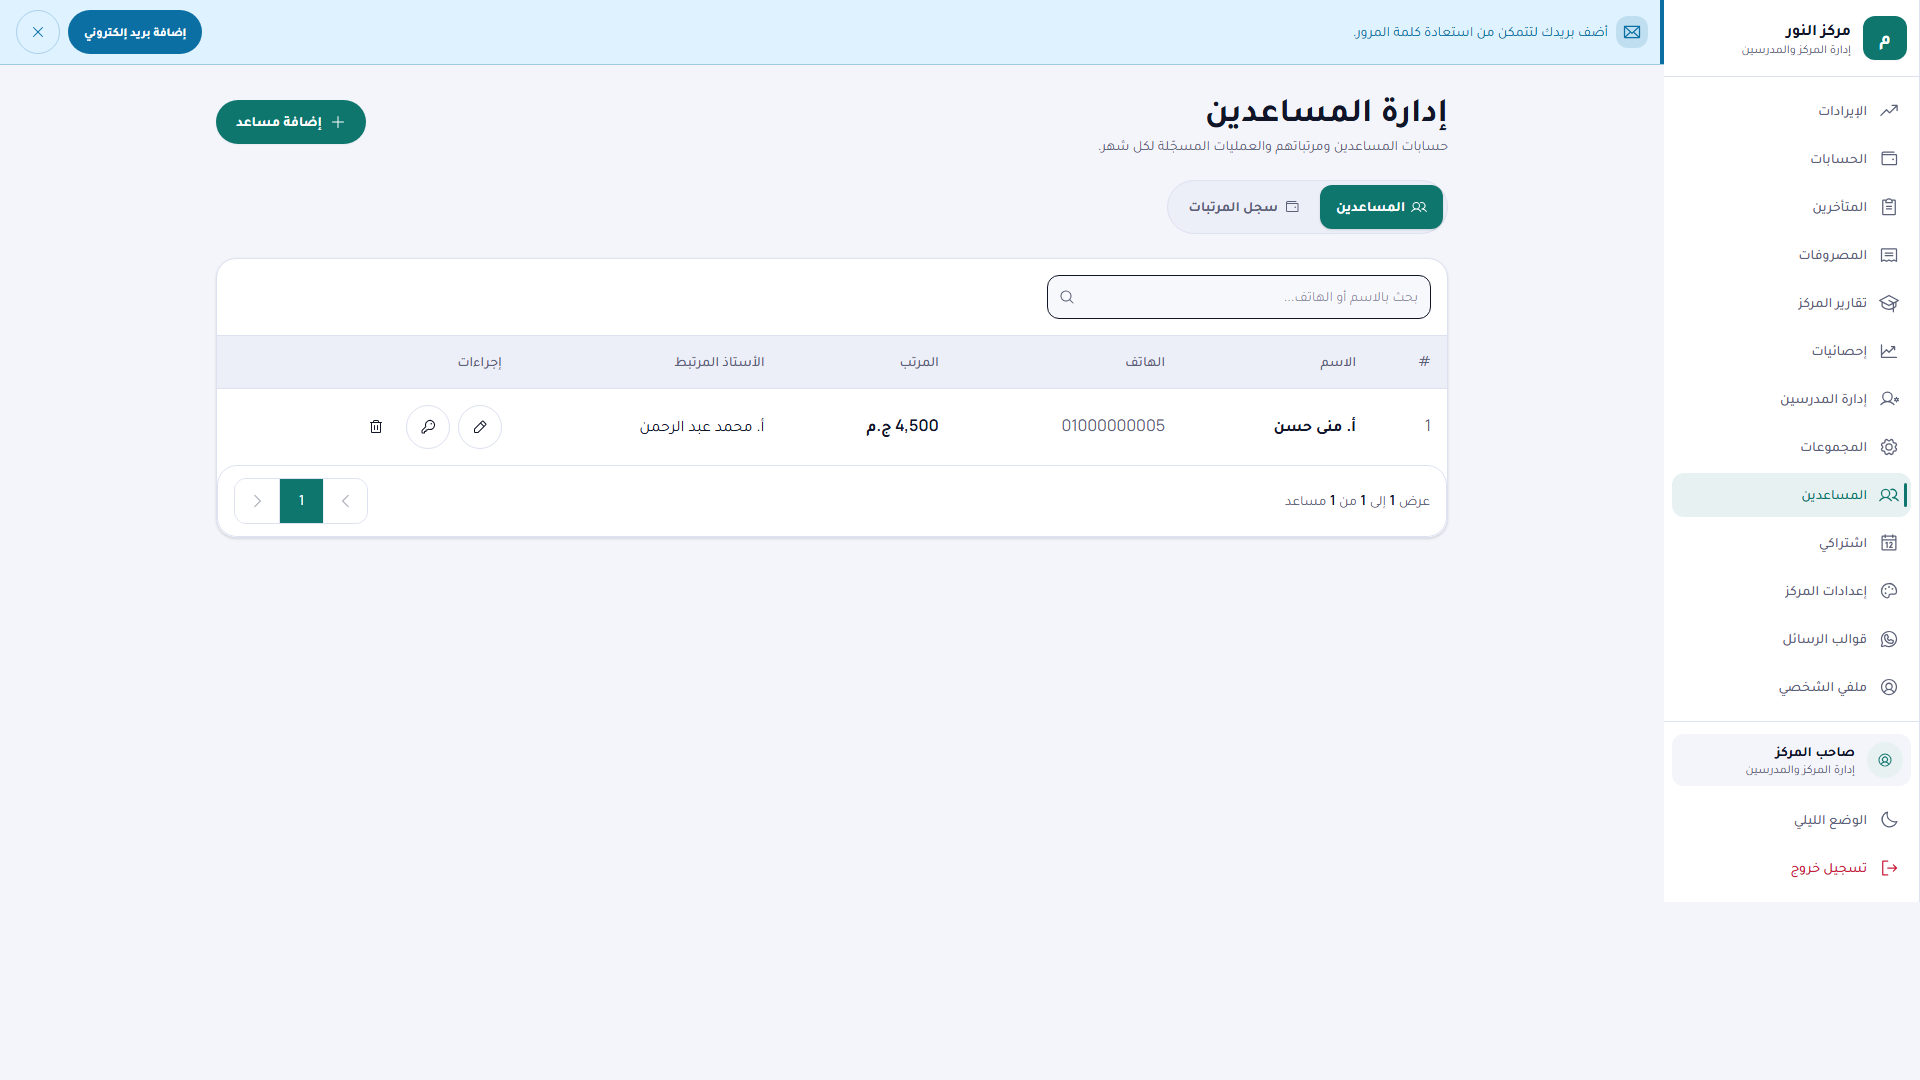 مركز النور
إدارة المركز والمدرسين
م
الإيرادات
الحسابات
المتأخرين
المصروفات
تقارير المركز
إحصائيات
إدارة المدرسين
المجموعات
المساعدين
اشتراكي
إعدادات المركز
قوالب الرسائل
ملفي الشخصي
صاحب المركز
إدارة المركز والمدرسين
الوضع الليلي
تسجيل خروج
أضف بريدك لتتمكن من استعادة كلمة المرور.
إضافة بريد إلكتروني
إدارة المساعدين
حسابات المساعدين ومرتباتهم والعمليات المسجّلة لكل شهر.
إضافة مساعد
المساعدين
سجل المرتبات
بحث بالاسم أو الهاتف...
# الاسم الهاتف المرتب الأستاذ المرتبط إجراءات
1 أ. منى حسن 01000000005 4,500 ج.م أ. محمد عبد الرحمن
عرض 1 إلى 1 من 1 مساعد
1